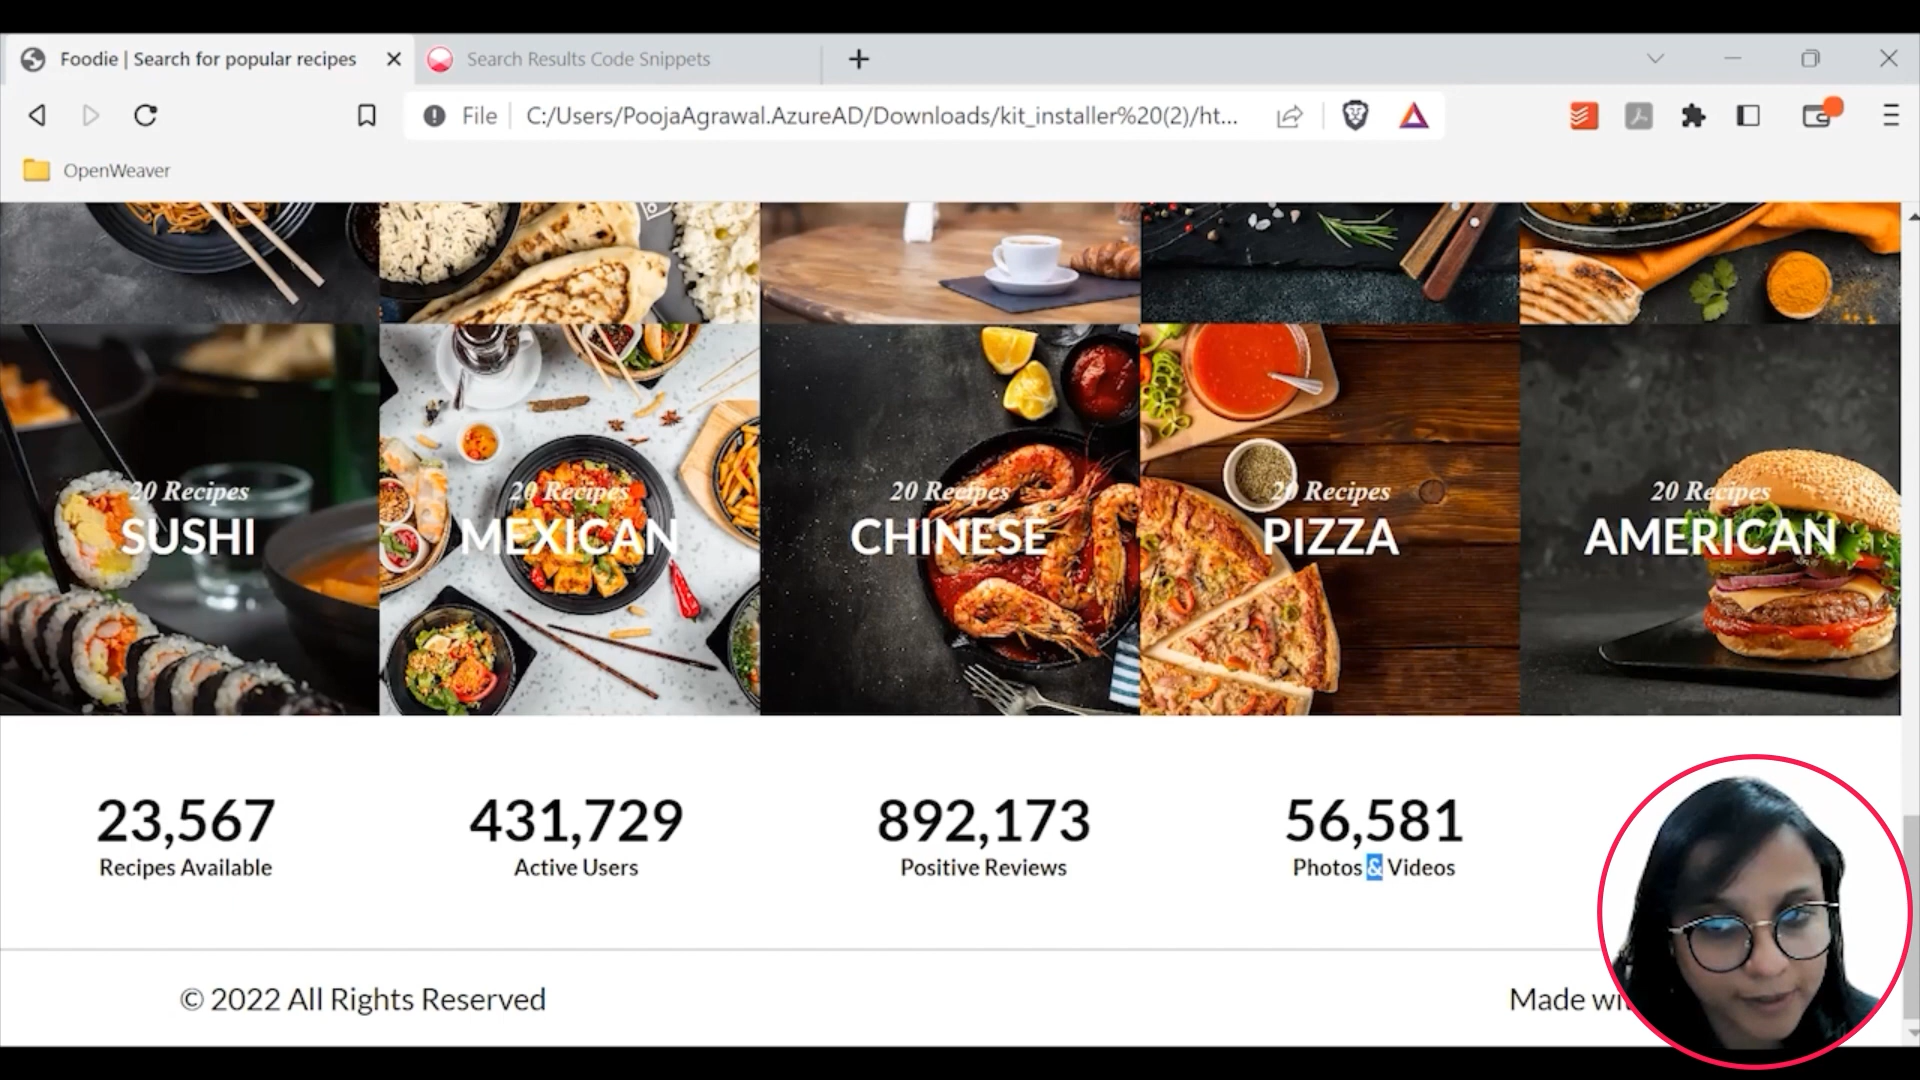 Foodie | Search for popular recipes
Search Results Code Snippets
File
C:/Users/PoojaAgrawal.AzureAD/Downloads/kit_installer%20(2)/ht...
OpenWeaver
20 Recipes
SUSHI
20 Recipes
MEXICAN
20 Recipes
CHINESE
20 Recipes
PIZZA
20 Recipes
AMERICAN
23,567
Recipes Available
431,729
Active Users
892,173
Positive Reviews
56,581
Photos & Videos
© 2022 All Rights Reserved
Made